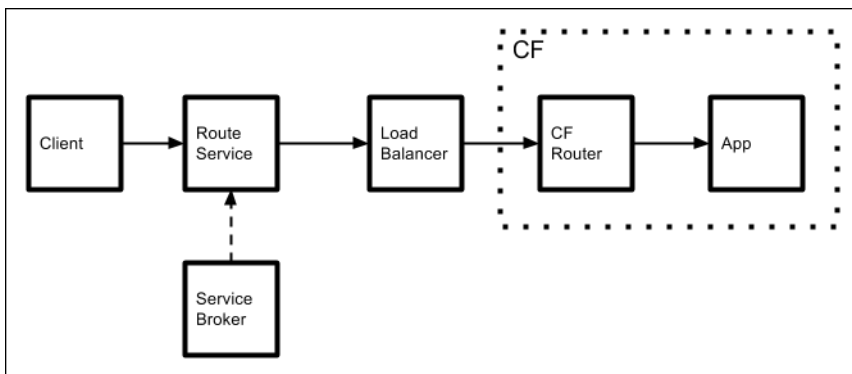 CF
Client
Route
Service
Load
Balancer
CF
Router
App
Service
Broker